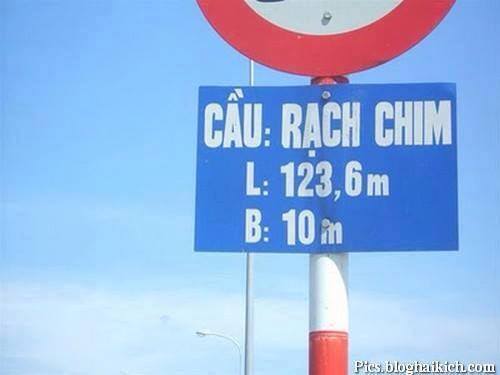 CẦU: RẠCH CHIM
L: 123,6m
B: 10m
Pics.bloghaikich.com